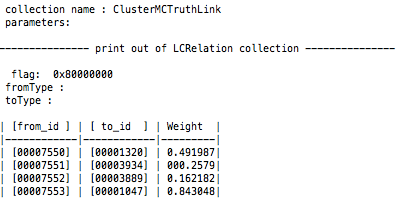 collection name : ClusterMCTruthLink
parameters:
--------------- print out of LCRelation collection ---------------
flag:  0x80000000
fromType :
toType :
| [from_id ] | [ to_id  ] | Weight  |
|------------|------------|---------|
| [00007550] | [00001320] | 0.491987|
| [00007551] | [00003934] | 000.2579|
| [00007552] | [00003889] | 0.162182|
| [00007553] | [00001047] | 0.843048|